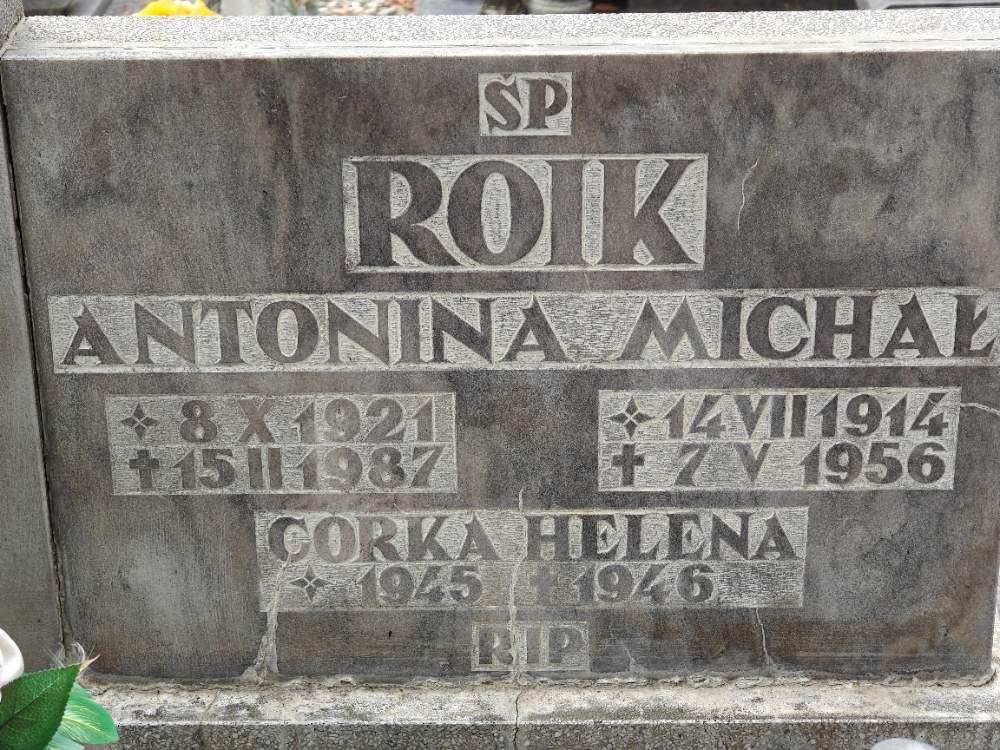 ŚP
ROIK
ANTONINA MICHAŁ
8 X 1921 14 VII 1914
✝ 15 II 1987 ✝ 7 V 1956
CÓRKA HELENA
1945 ✝ 1946
RIP